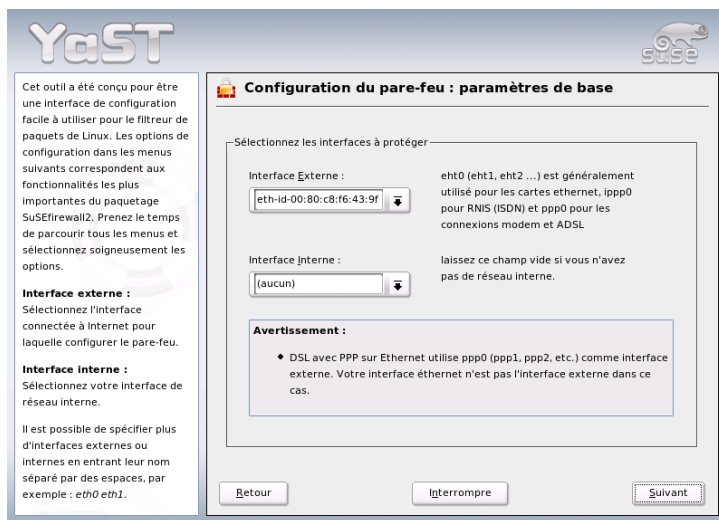 YaST
SUSE
Cet outil a été conçu pour être
une interface de configuration
facile à utiliser pour le filtreur de
paquets de Linux. Les options de
configuration dans les menus
suivants correspondent aux
fonctionnalités les plus
importantes du paquetage
SuSEfirewall2. Prenez le temps
de parcourir tous les menus et
sélectionnez soigneusement les
options.
Interface externe :
Sélectionnez l'interface
connectée à Internet pour
laquelle configurer le pare-feu.
Interface interne :
Sélectionnez votre interface de
réseau interne.
Il est possible de spécifier plus
d'interfaces externes ou
internes en entrant leur nom
séparé par des espaces, par
exemple : eth0 eth1.
Configuration du pare-feu : paramètres de base
Sélectionnez les interfaces à protéger
Interface Externe :
eth-id-00:80:c8:f6:43:9f
eht0 (eht1, eht2 ...) est généralement
utilisé pour les cartes ethernet, ippp0
pour RNIS (ISDN) et ppp0 pour les
connexions modem et ADSL
Interface Interne :
(aucun)
laissez ce champ vide si vous n'avez
pas de réseau interne.
Avertissement :
◆ DSL avec PPP sur Ethernet utilise ppp0 (ppp1, ppp2, etc.) comme interface
externe. Votre interface éthernet n'est pas l'interface externe dans ce
cas.
Retour
Interrompre
Suivant